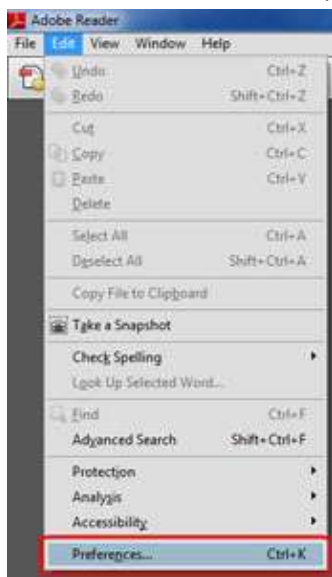 Adobe Reader
File Edit View Window Help
Undo Ctrl+Z
Redo Shift+Ctrl+Z
Cut Ctrl+X
Copy Ctrl+C
Paste Ctrl+V
Delete
Select All Ctrl+A
Deselect All Shift+Ctrl+A
Copy File to Clipboard
Take a Snapshot
Check Spelling
Look Up Selected Word...
Find Ctrl+F
Advanced Search Shift+Ctrl+F
Protection
Analysis
Accessibility
Preferences... Ctrl+K